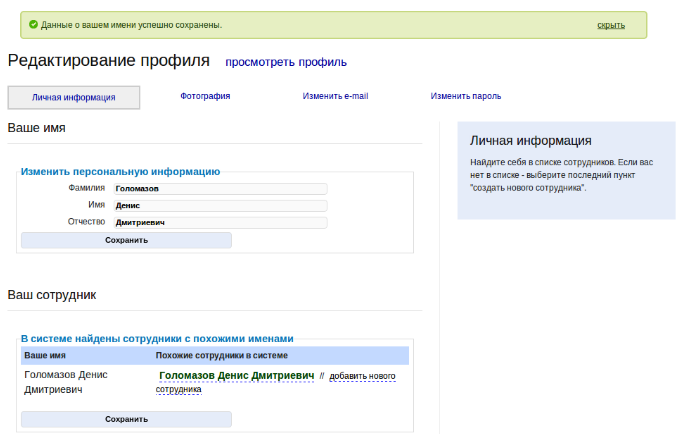 Данные о вашем имени успешно сохранены. скрыть
Редактирование профиля просмотреть профиль
Личная информация Фотография Изменить e-mail Изменить пароль
Ваше имя
Изменить персональную информацию
Фамилия Голомазов
Имя Денис
Отчество Дмитриевич
Сохранить
Личная информация
Найдите себя в списке сотрудников. Если вас
нет в списке - выберите последний пункт
"создать нового сотрудника".
Ваш сотрудник
В системе найдены сотрудники с похожими именами
Ваше имя Похожие сотрудники в системе
Голомазов Денис
Дмитриевич
Голомазов Денис Дмитриевич // добавить нового
сотрудника
Сохранить